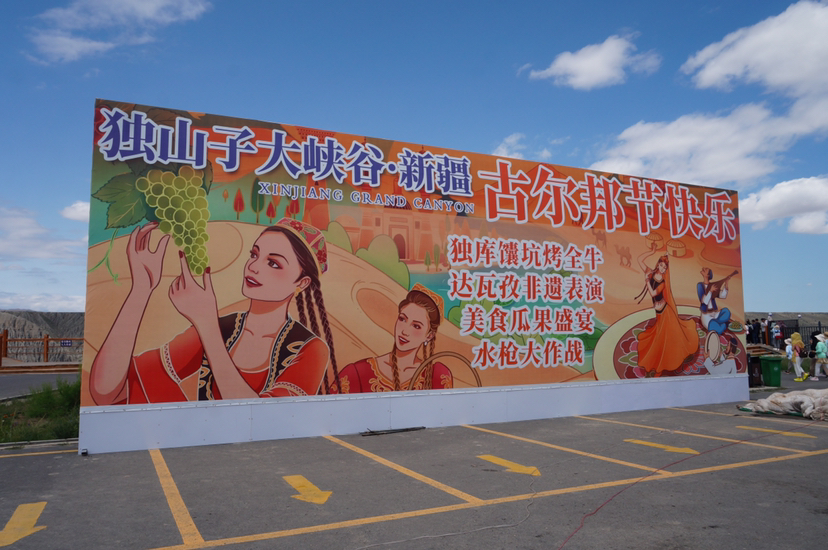 独山子大峡谷·新疆
XINJIANG GRAND CANYON
古尔邦节快乐
独库馕坑烤全牛
达瓦孜非遗表演
美食瓜果盛宴
水枪大作战